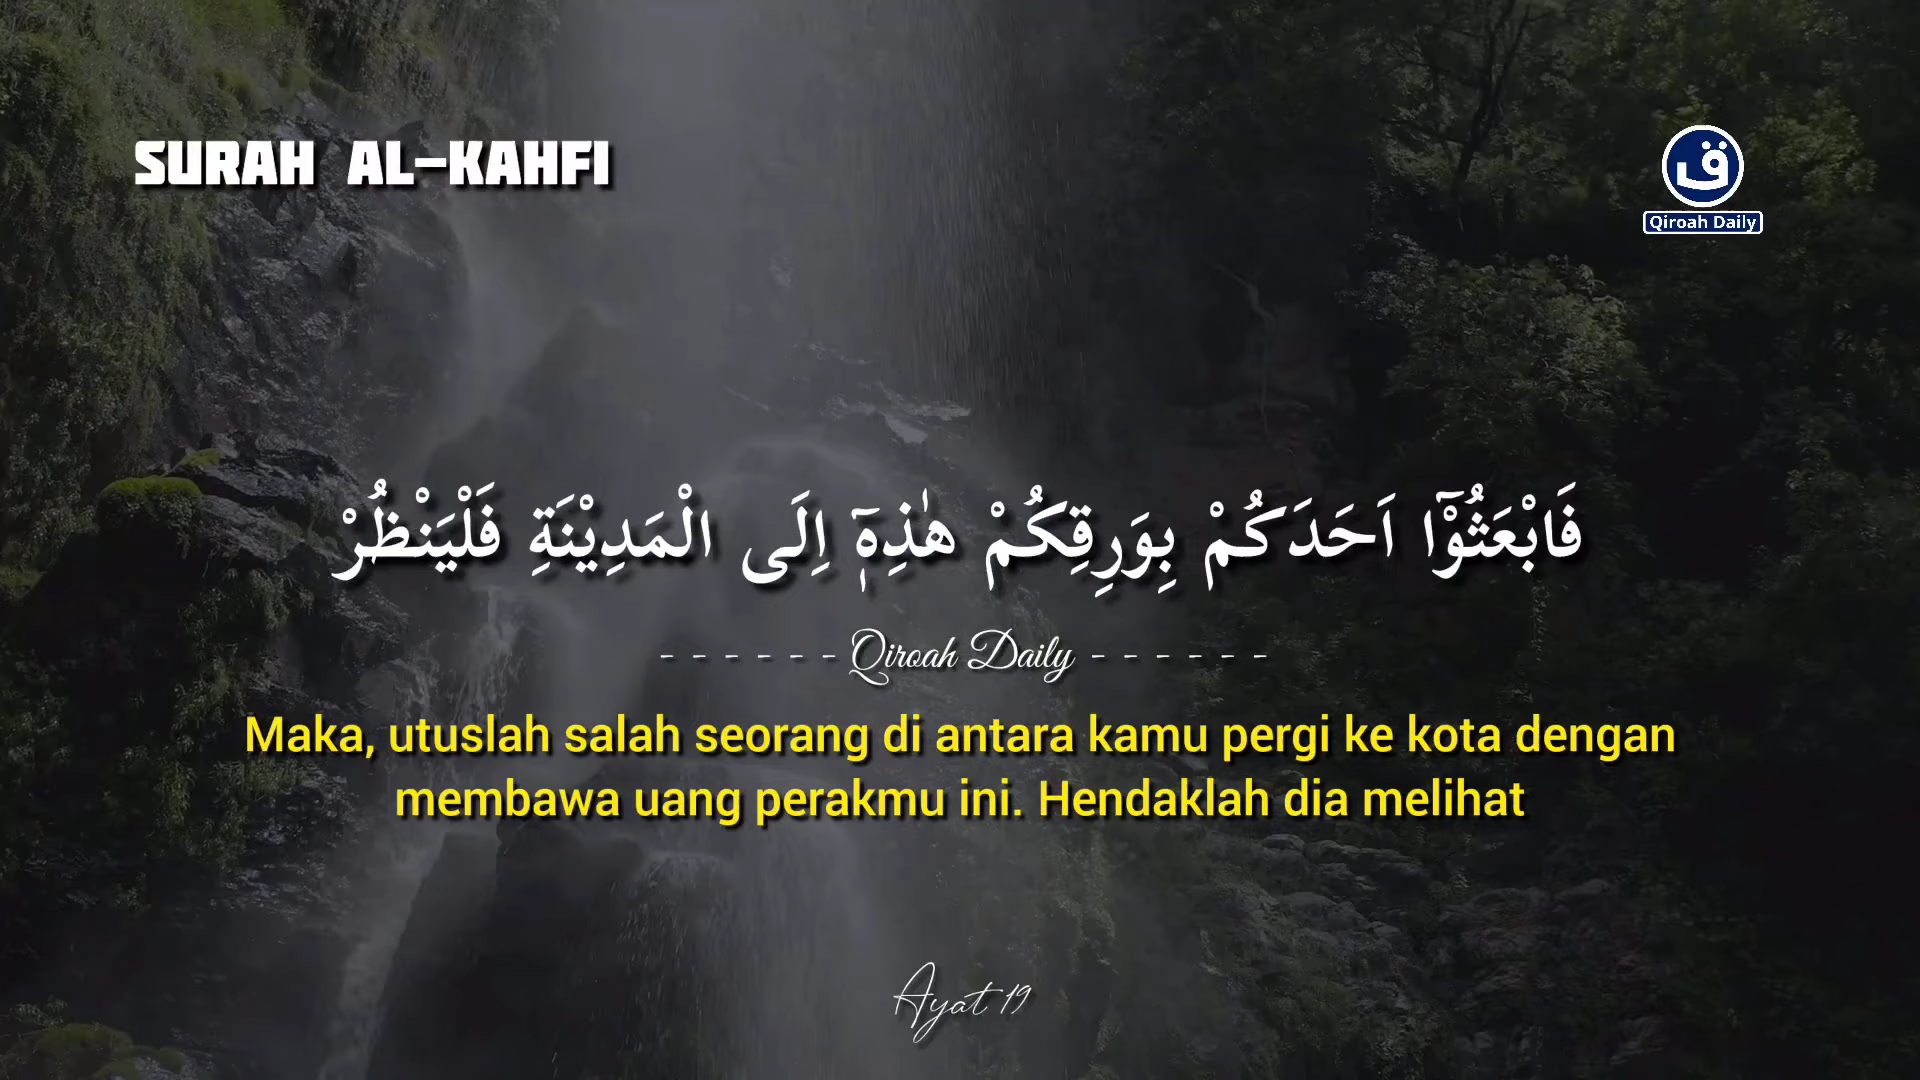 SURAH AL-KAHFI
ق
Qiroah Daily
فَابْعَثُوْٓا اَحَدَكُمْ بِوَرِقِكُمْ هٰذِهٖٓ اِلَى الْمَدِيْنَةِ فَلْيَنْظُرْ
------Qiroah Daily------
Maka, utuslah salah seorang di antara kamu pergi ke kota dengan
membawa uang perakmu ini. Hendaklah dia melihat
Ayat 19